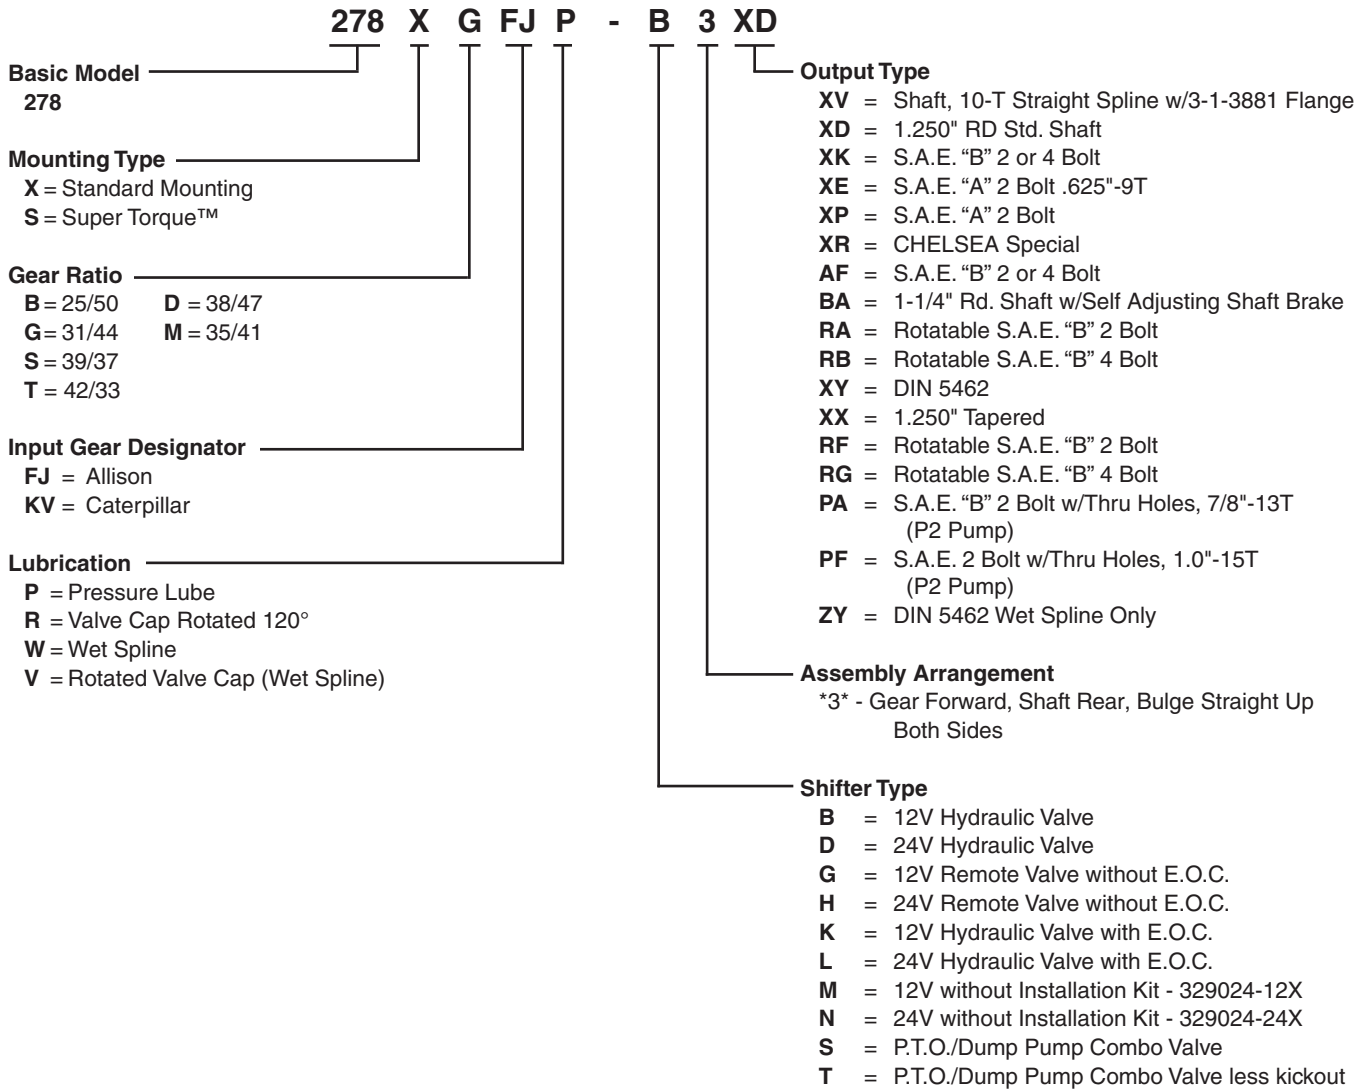 278 X G FJ P - B 3 XD
Basic Model
278
Mounting Type
X = Standard Mounting
S = Super Torque™
Gear Ratio
B = 25/50 D = 38/47
G = 31/44 M = 35/41
S = 39/37
T = 42/33
Input Gear Designator
FJ = Allison
KV = Caterpillar
Lubrication
P = Pressure Lube
R = Valve Cap Rotated 120°
W = Wet Spline
V = Rotated Valve Cap (Wet Spline)
Output Type
XV = Shaft, 10-T Straight Spline w/3-1-3881 Flange
XD = 1.250" RD Std. Shaft
XK = S.A.E. “B” 2 or 4 Bolt
XE = S.A.E. “A” 2 Bolt .625"-9T
XP = S.A.E. “A” 2 Bolt
XR = CHELSEA Special
AF = S.A.E. “B” 2 or 4 Bolt
BA = 1-1/4" Rd. Shaft w/Self Adjusting Shaft Brake
RA = Rotatable S.A.E. “B” 2 Bolt
RB = Rotatable S.A.E. “B” 4 Bolt
XY = DIN 5462
XX = 1.250" Tapered
RF = Rotatable S.A.E. “B” 2 Bolt
RG = Rotatable S.A.E. “B” 4 Bolt
PA = S.A.E. “B” 2 Bolt w/Thru Holes, 7/8"-13T
(P2 Pump)
PF = S.A.E. 2 Bolt w/Thru Holes, 1.0"-15T
(P2 Pump)
ZY = DIN 5462 Wet Spline Only
Assembly Arrangement
*3* - Gear Forward, Shaft Rear, Bulge Straight Up
Both Sides
Shifter Type
B = 12V Hydraulic Valve
D = 24V Hydraulic Valve
G = 12V Remote Valve without E.O.C.
H = 24V Remote Valve without E.O.C.
K = 12V Hydraulic Valve with E.O.C.
L = 24V Hydraulic Valve with E.O.C.
M = 12V without Installation Kit - 329024-12X
N = 24V without Installation Kit - 329024-24X
S = P.T.O./Dump Pump Combo Valve
T = P.T.O./Dump Pump Combo Valve less kickout